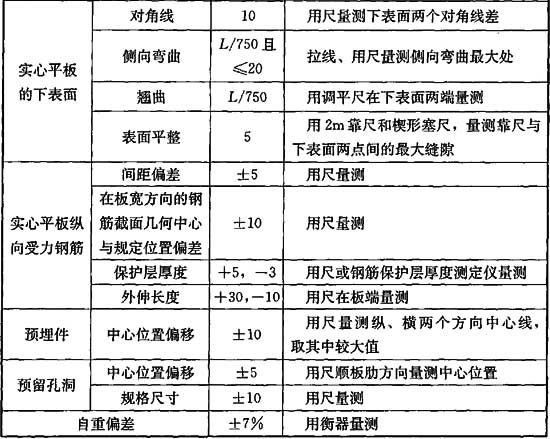 实心平板
的下表面
对角线
10
用尺量测下表面两个对角线差
侧向弯曲
L/750且
≤20
拉线、用尺量测侧向弯曲最大处
翘曲
L/750
用调平尺在下表面两端量测
表面平整
5
用2m靠尺和楔形塞尺，量测靠尺与
下表面两点间的最大缝隙
实心平板纵
向受力钢筋
间距偏差
±5
用尺量测
在板宽方向的钢
筋截面几何中心
与规定位置偏差
±10
用尺量测
保护层厚度
+5，-3
用尺或钢筋保护层厚度测定仪量测
外伸长度
+30,-10
用尺在板端量测
预埋件
中心位置偏移
±10
用尺量测纵、横两个方向中心线，
取其中较大值
预留孔洞
中心位置偏移
±5
用尺顺板肋方向量测中心位置
规格尺寸
±10
用尺量测
自重偏差
±7%
用衡器量测